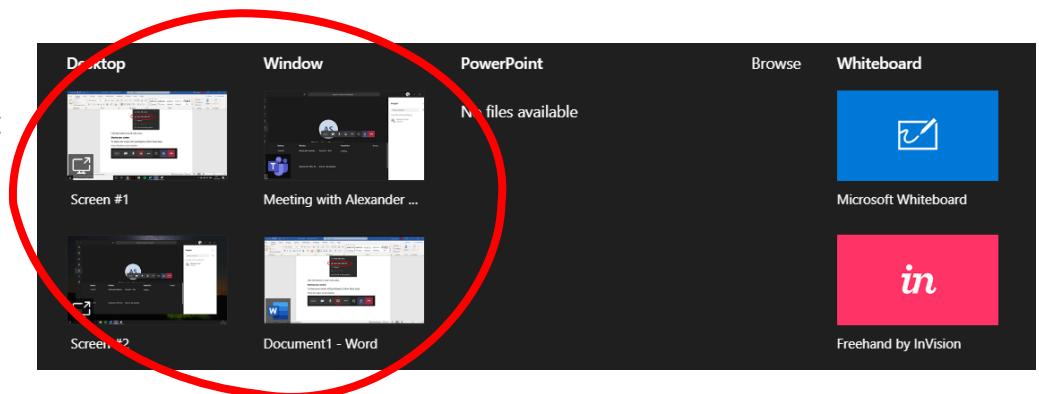 Desktop
Window
PowerPoint
Browse
Whiteboard
No files available
Screen #1
Meeting with Alexander ...
Microsoft Whiteboard
in
Screen #2
Document1 - Word
Freehand by InVision